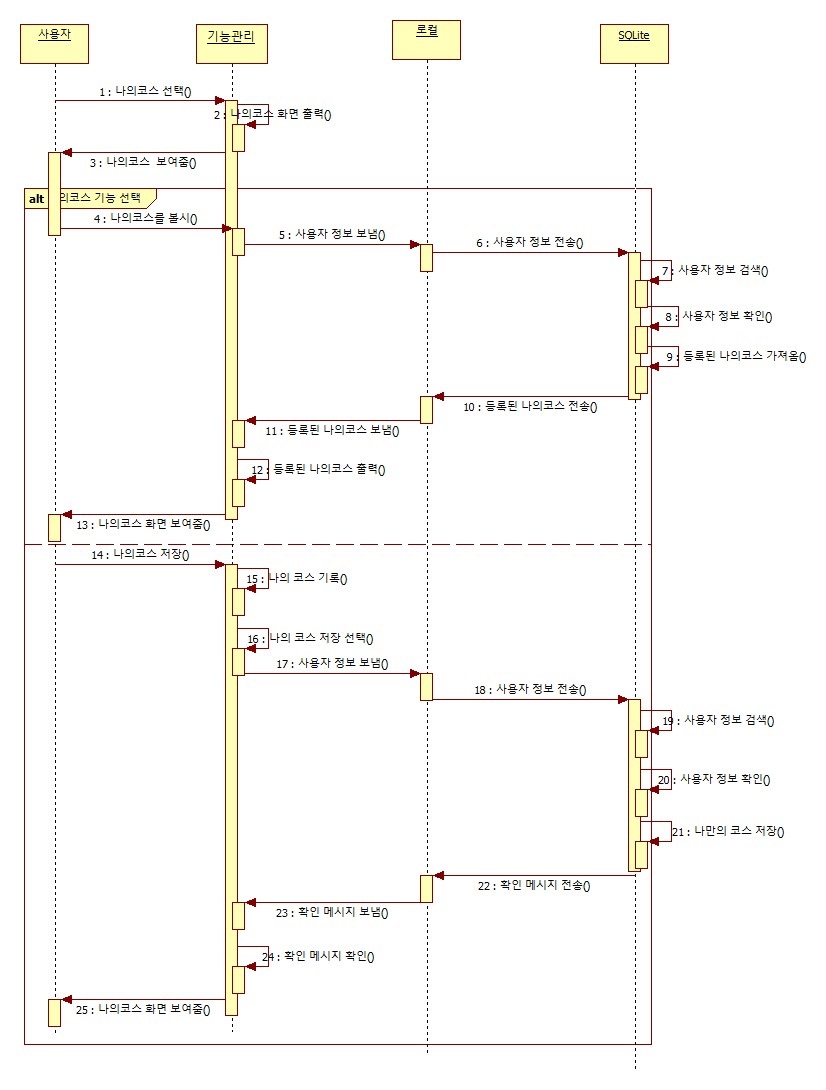 사용자
기능관리
로컬
SQLite
1 : 나의코스 선택()
2 : 나의코스 화면 출력()
3 : 나의코스 보여줌()
alt
의코스 기능 선택
4 : 나의코스를 볼시()
5 : 사용자 정보 보냄()
6 : 사용자 정보 전송()
7 : 사용자 정보 검색()
8 : 사용자 정보 확인()
9 : 등록된 나의코스 가져옴()
10 : 등록된 나의코스 전송()
11 : 등록된 나의코스 보냄()
12 : 등록된 나의코스 출력()
13 : 나의코스 화면 보여줌()
14 : 나의코스 저장()
15 : 나의 코스 기록()
16 : 나의 코스 저장 선택()
17 : 사용자 정보 보냄()
18 : 사용자 정보 전송()
19 : 사용자 정보 검색()
20 : 사용자 정보 확인()
21 : 나만의 코스 저장()
22 : 확인 메시지 전송()
23 : 확인 메시지 보냄()
24 : 확인 메시지 확인()
25 : 나의코스 화면 보여줌()